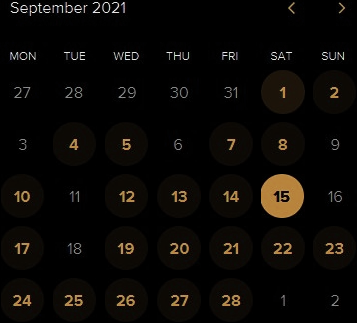 September 2021
MON TUE WED THU FRI SAT SUN
27 28 29 30 31 1 2
3 4 5 6 7 8 9
10 11 12 13 14 15 16
17 18 19 20 21 22 23
24 25 26 27 28 1 2